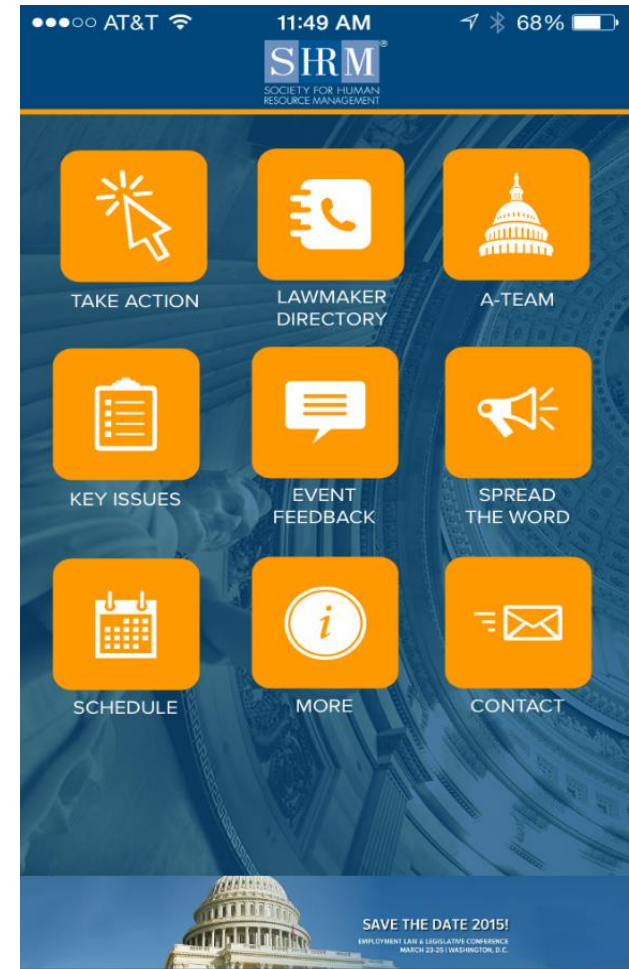 AT&T 11:49 AM 68%
SHRM®
SOCIETY FOR HUMAN
RESOURCE MANAGEMENT
TAKE ACTION
LAWMAKER
DIRECTORY
A-TEAM
KEY ISSUES
EVENT
FEEDBACK
SPREAD
THE WORD
SCHEDULE
i
MORE
CONTACT
SAVE THE DATE 2015!
EMPLOYMENT LAW & LEGISLATIVE CONFERENCE
MARCH 23-25 | WASHINGTON, D.C.